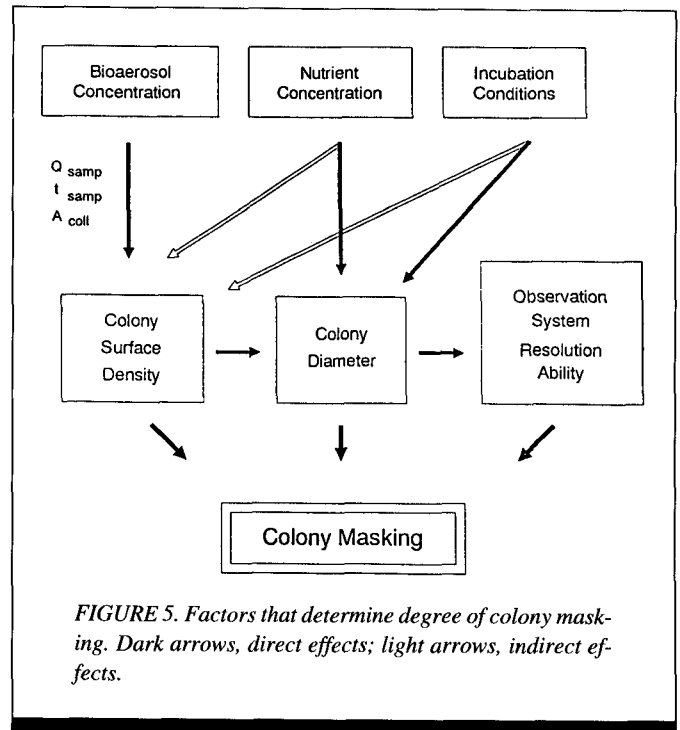 Bioaerosol
Concentration
Nutrient
Concentration
Incubation
Conditions
Q samp
t samp
A coll
Colony
Surface
Density
Colony
Diameter
Observation
System
Resolution
Ability
Colony Masking
FIGURE 5. Factors that determine degree of colony mask-
ing. Dark arrows, direct effects; light arrows, indirect ef-
fects.